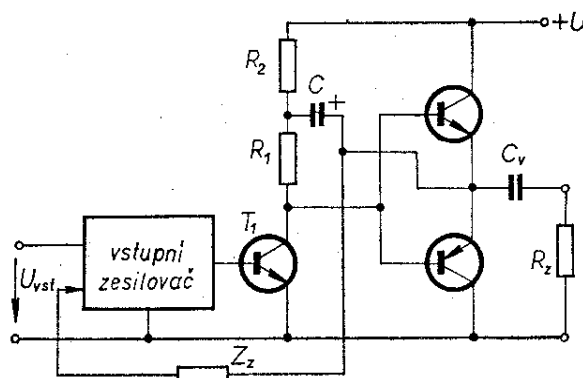 +U
R2
C
+
R1
Cv
T1
vstupní
zesilovač
Uvst
Rz
Zz